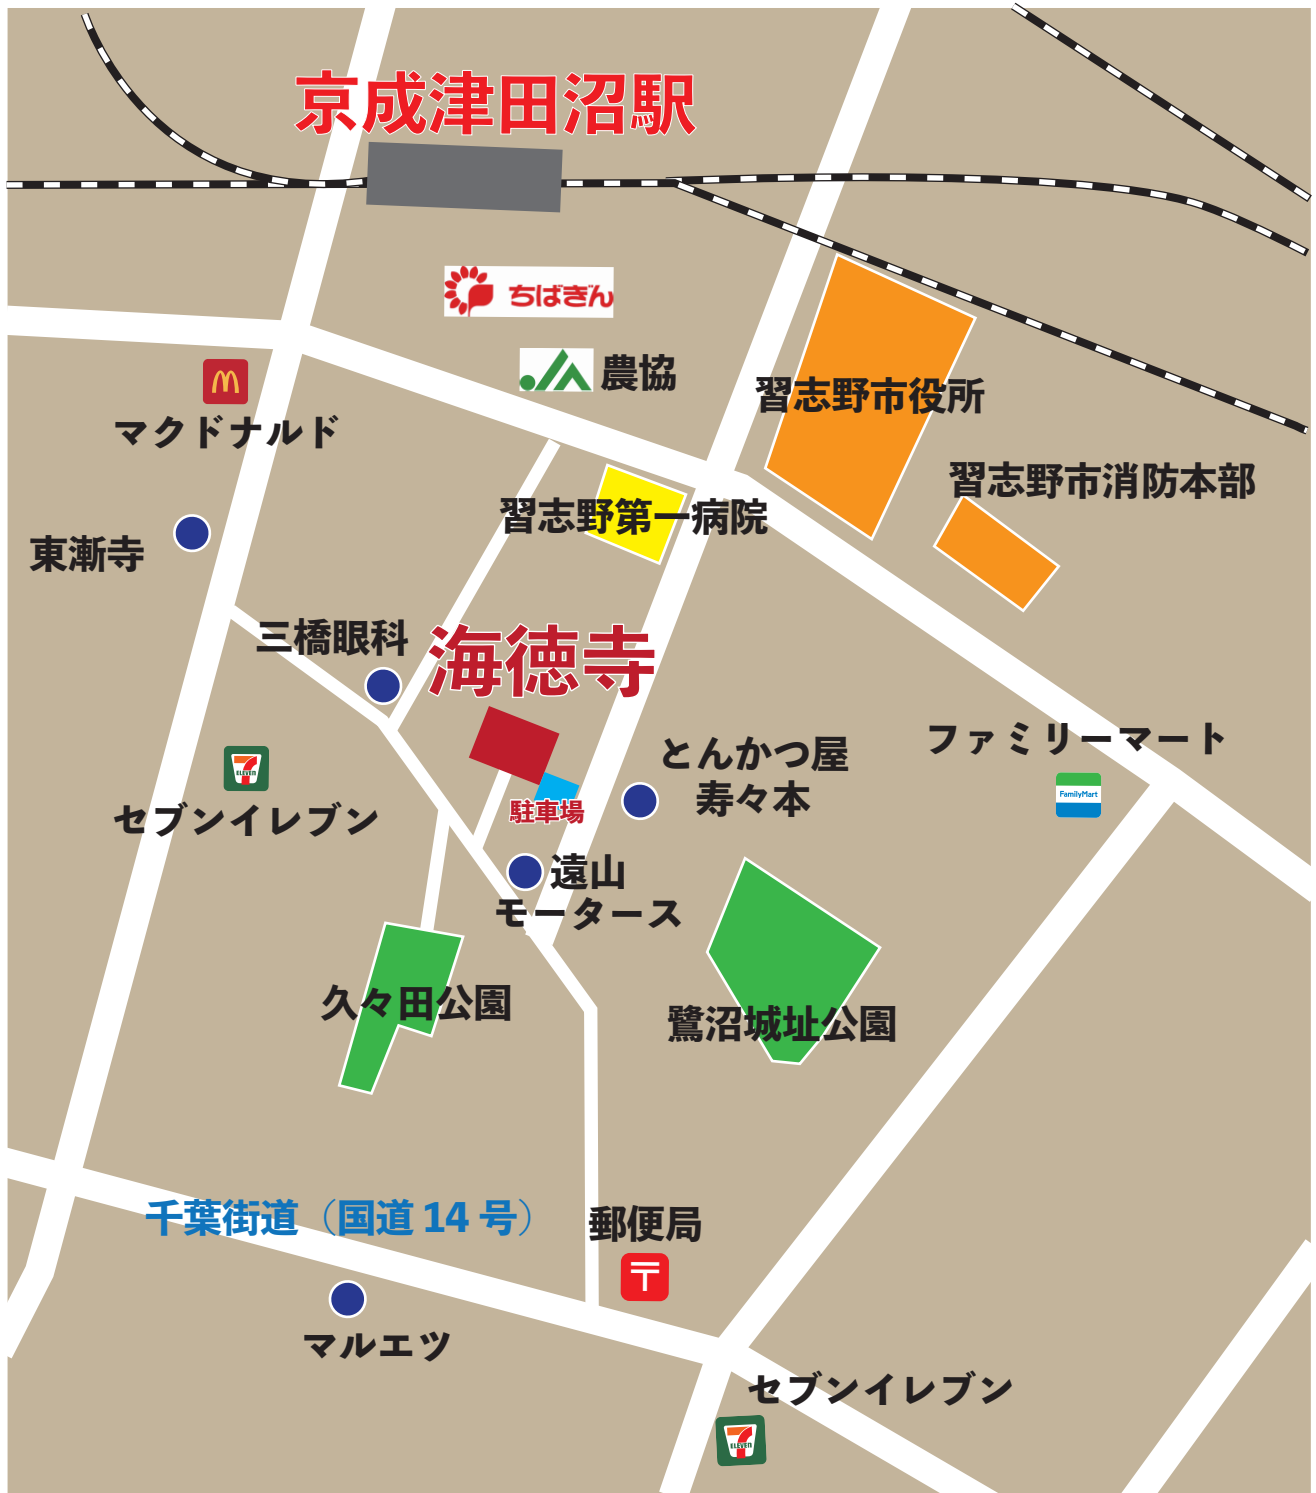 京成津田沼駅
ちばぎん
農協
マクドナルド
習志野市役所
習志野市消防本部
習志野第一病院
東漸寺
三橋眼科
海徳寺
ファミリーマート
FamilyMart
とんかつ屋
寿々本
7
ELEVEN
セブンイレブン
駐車場
遠山
モータース
久々田公園
鷺沼城址公園
千葉街道（国道 14 号）
郵便局
〒
マルエツ
セブンイレブン
7
ELEVEN